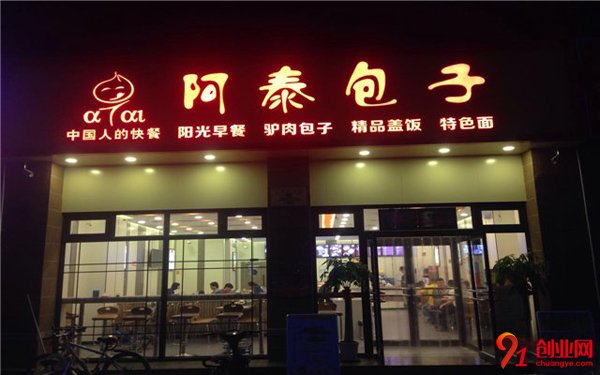 阿泰包子
αTαι
中国人的快餐 阳光早餐 驴肉包子 精品盖饭 特色面
91创业网
chuangye.com